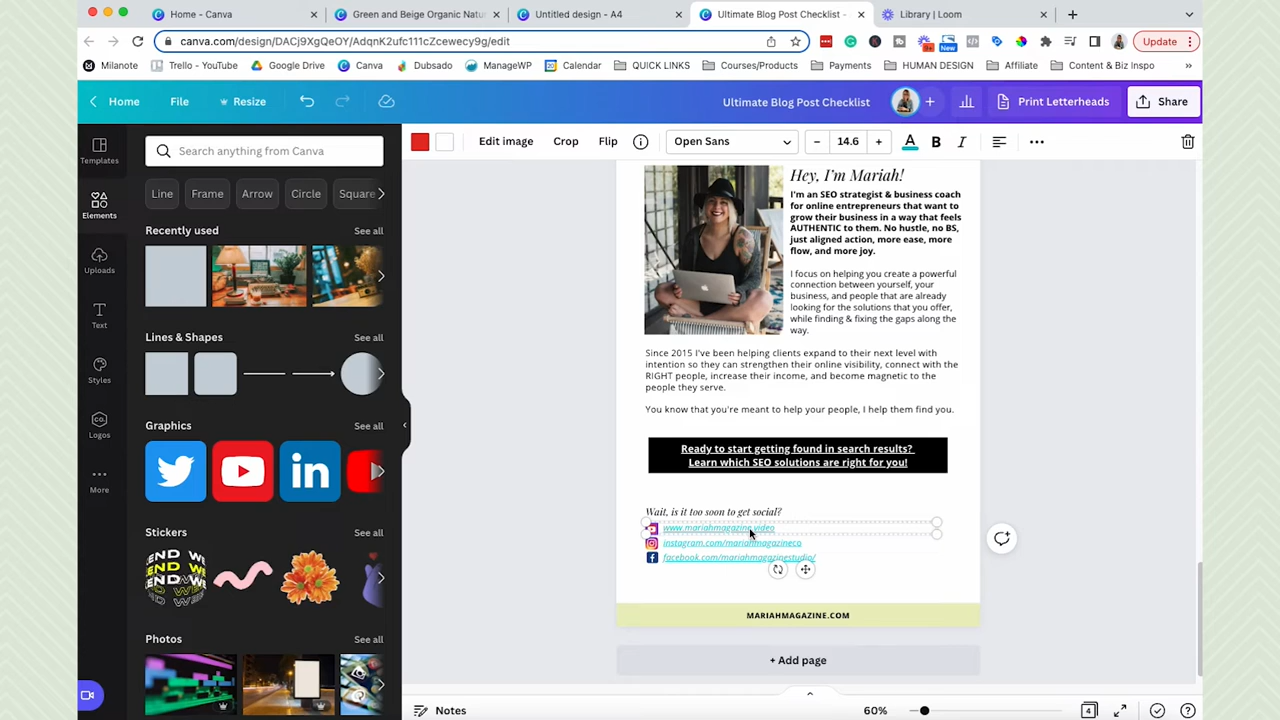 Home - Canva
Green and Beige Organic Natu
Untitled design - A4
Ultimate Blog Post Checklist -
Library | Loom
canva.com/design/DACj9XgQeOY/AdqnK2ufc111cZcewecy9g/edit
9+
New
Update
Milanote
Trello - YouTube
Google Drive
Canva
Dubsado
ManageWP
Calendar
QUICK LINKS
Courses/Products
Payments
HUMAN DESIGN
Affiliate
Content & Biz Inspo
»
Home
File
Resize
Ultimate Blog Post Checklist
Print Letterheads
Share
Templates
Elements
Uploads
Text
Styles
Logos
More
Search anything from Canva
Line
Frame
Arrow
Circle
Square
Recently used
See all
Lines & Shapes
See all
Graphics
See all
in
Stickers
See all
Photos
See all
Edit image
Crop
Flip
Open Sans
14.6
A
B
I
Hey, I'm Mariah!
I'm an SEO strategist & business coach
for online entrepreneurs that want to
grow their business in a way that feels
AUTHENTIC to them. No hustle, no BS,
just aligned action, more ease, more
flow, and more joy.
I focus on helping you create a powerful
connection between yourself, your
business, and people that are already
looking for the solutions that you offer,
while finding & fixing the gaps along the
way.
Since 2015 I've been helping clients expand to their next level with
intention so they can strengthen their online visibility, connect with the
RIGHT people, increase their income, and become magnetic to the
people they serve.
You know that you're meant to help your people, I help them find you.
Ready to start getting found in search results?
Learn which SEO solutions are right for you!
Wait, is it too soon to get social?
www.mariahmagazine.video
instagram.com/mariahmagazineco
facebook.com/mariahmagazinestudio/
MARIAHMAGAZINE.COM
+ Add page
Notes
60%
4